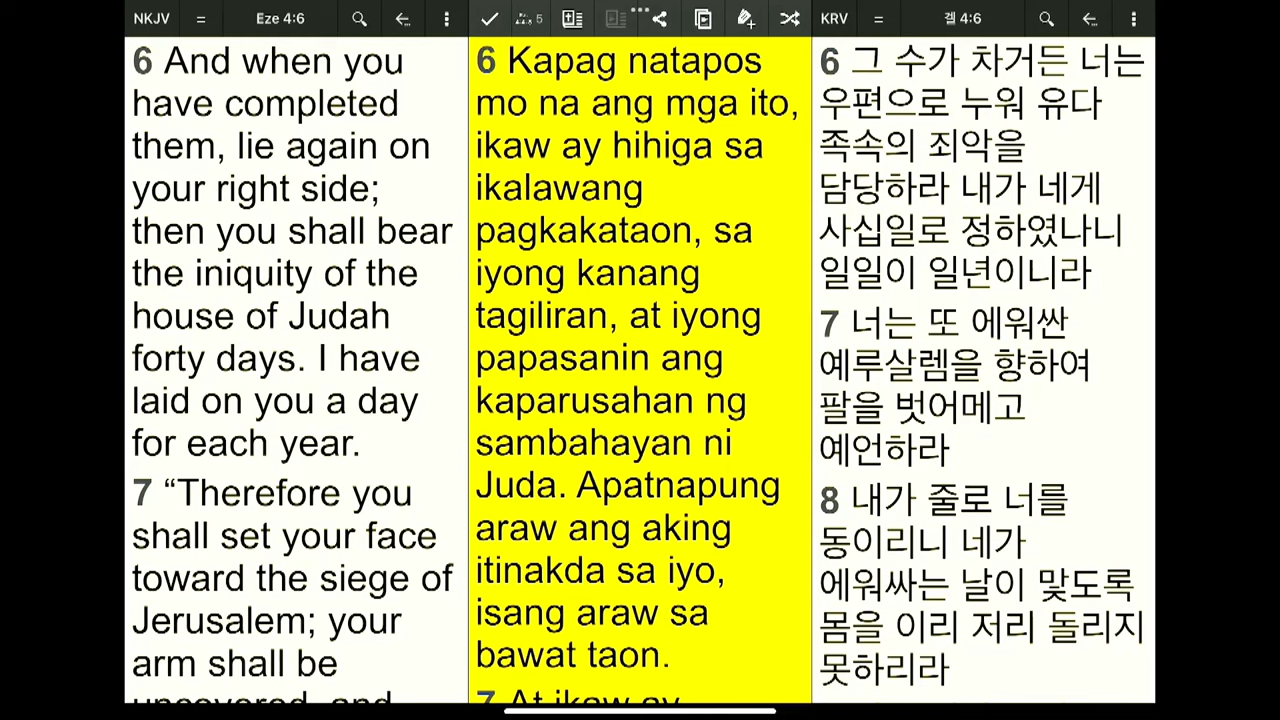 NKJV = Eze 4:6
6 And when you
have completed
them, lie again on
your right side;
then you shall bear
the iniquity of the
house of Judah
forty days. I have
laid on you a day
for each year.
7 “Therefore you
shall set your face
toward the siege of
Jerusalem; your
arm shall be
uncovered, and
5
6 Kapag natapos
mo na ang mga ito,
ikaw ay hihiga sa
ikalawang
pagkakataon, sa
iyong kanang
tagiliran, at iyong
papasanin ang
kaparusahan ng
sambahayan ni
Juda. Apatnapung
araw ang aking
itinakda sa iyo,
isang araw sa
bawat taon.
7 At ikaw ay
KRV = 겔 4:6
6 그 수가 차거든 너는
우편으로 누워 유다
족속의 죄악을
담당하라 내가 네게
사십일로 정하였나니
일일이 일년이니라
7 너는 또 에워싼
예루살렘을 향하여
팔을 벗어메고
예언하라
8 내가 줄로 너를
동이리니 네가
에워싸는 날이 맟도록
몸을 이리 저리 돌리지
못하리라